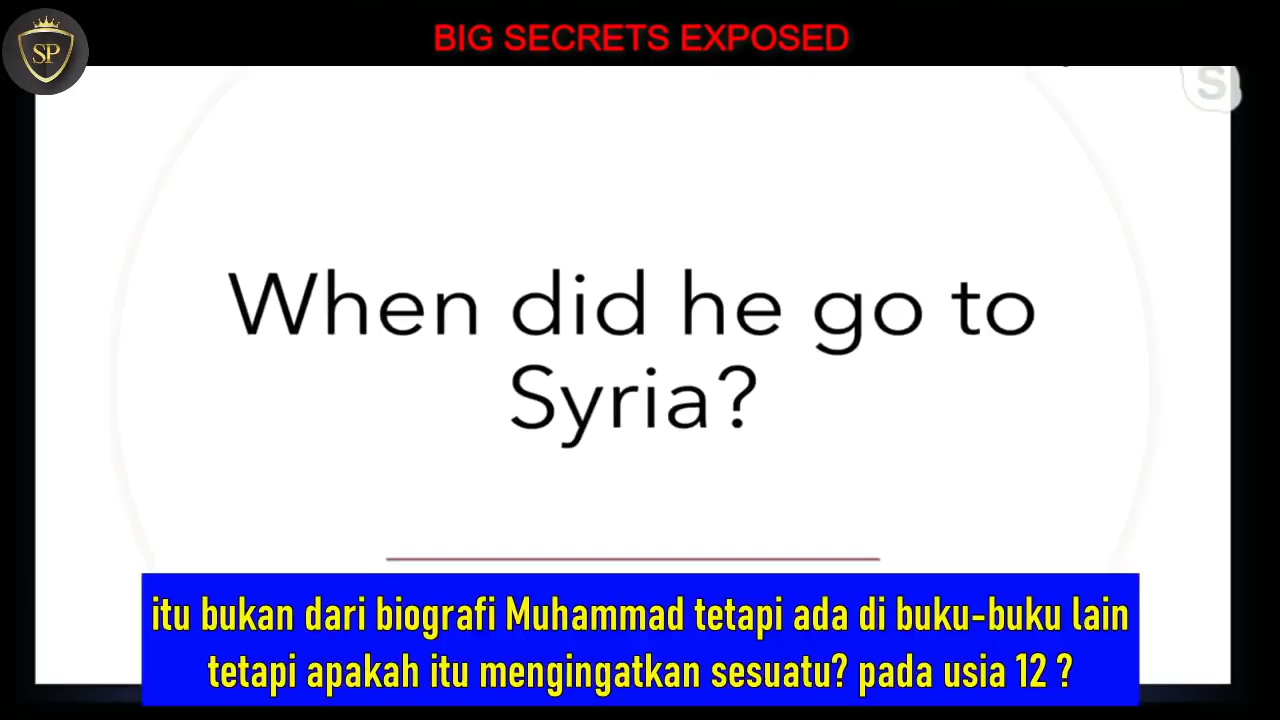 BIG SECRETS EXPOSED
SP
S
When did he go to
Syria?
itu bukan dari biografi Muhammad tetapi ada di buku-buku lain
tetapi apakah itu mengingatkan sesuatu? pada usia 12 ?